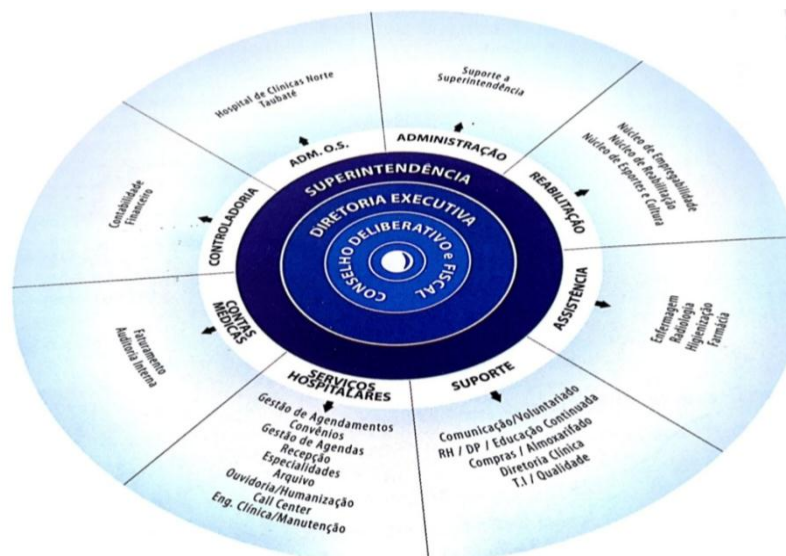 CONSELHO DELIBERATIVO e FISCAL
DIRETORIA EXECUTIVA
SUPERINTENDÊNCIA
ADMINISTRAÇÃO
Suporte a
Superintendência
REABILITAÇÃO
Núcleo de Empregabilidade
Núcleo de Reabilitação
Núcleo de Esportes e Cultura
ASSISTÊNCIA
Enfermagem
Radiologia
Higienização
Farmácia
SUPORTE
Comunicação/Voluntariado
RH / DP / Educação Continuada
Compras / Almoxarifado
Diretoria Clínica
T.I / Qualidade
SERVIÇOS
HOSPITALARES
Gestão de Agendamentos
Convênios
Gestão de Agendas
Recepção
Especialidades
Arquivo
Ouvidoria/Humanização
Call Center
Eng. Clínica/Manutenção
CONTAS
MÉDICAS
Faturamento
Auditoria Interna
CONTROLADORIA
Contabilidade
Financeiro
ADM. O.S.
Hospital de Clínicas Norte
Taubaté